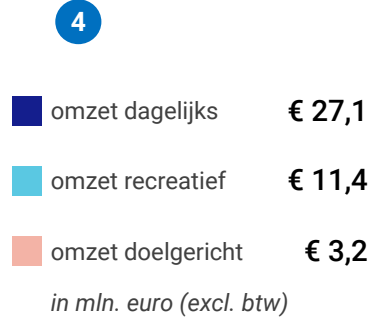 4
omzet dagelijks € 27,1
omzet recreatief € 11,4
omzet doelgericht € 3,2
in mln. euro (excl. btw)